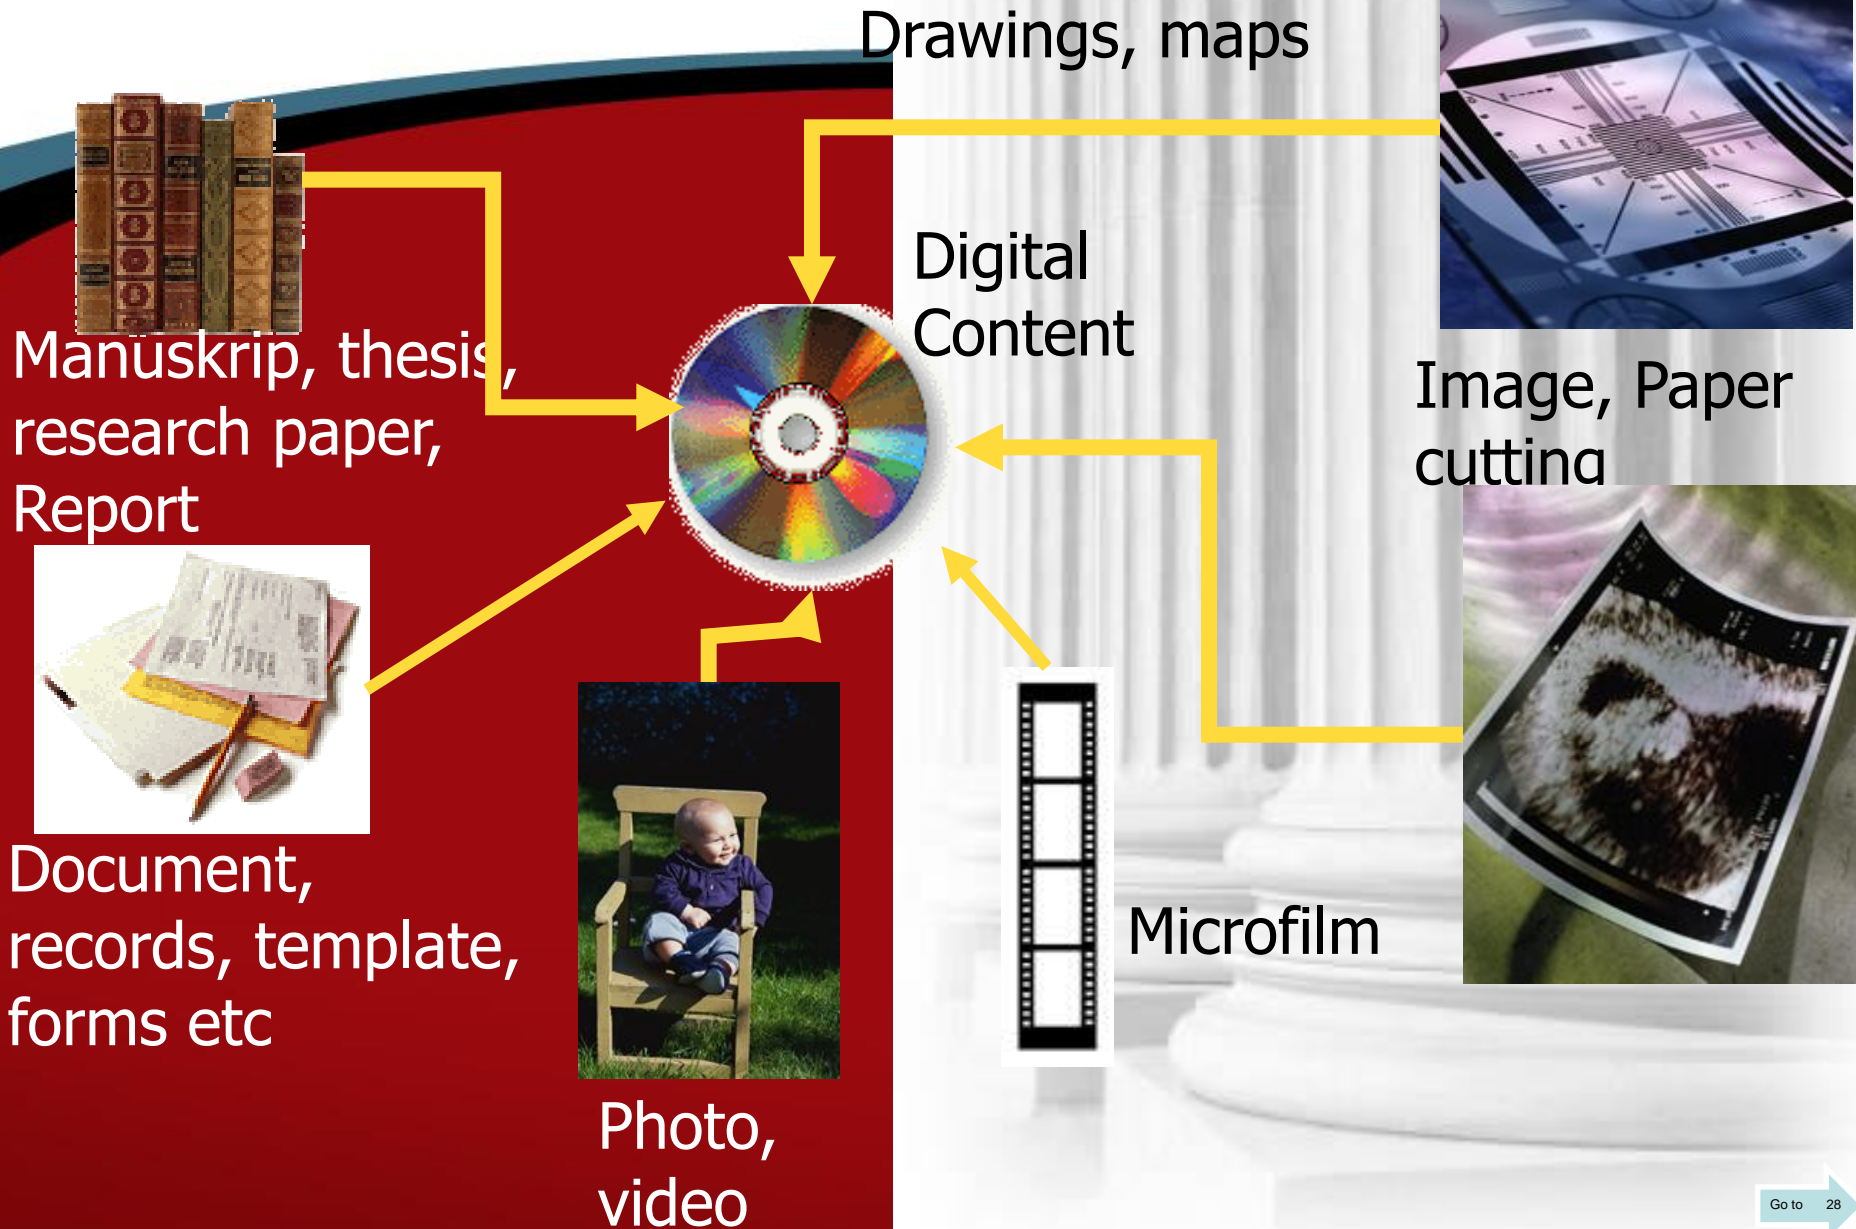 Drawings, maps
Digital
Content
Manuskrip, thesis,
research paper,
Report
Image, Paper
cutting
Document,
records, template,
forms etc
Microfilm
Photo,
video
Go to 28